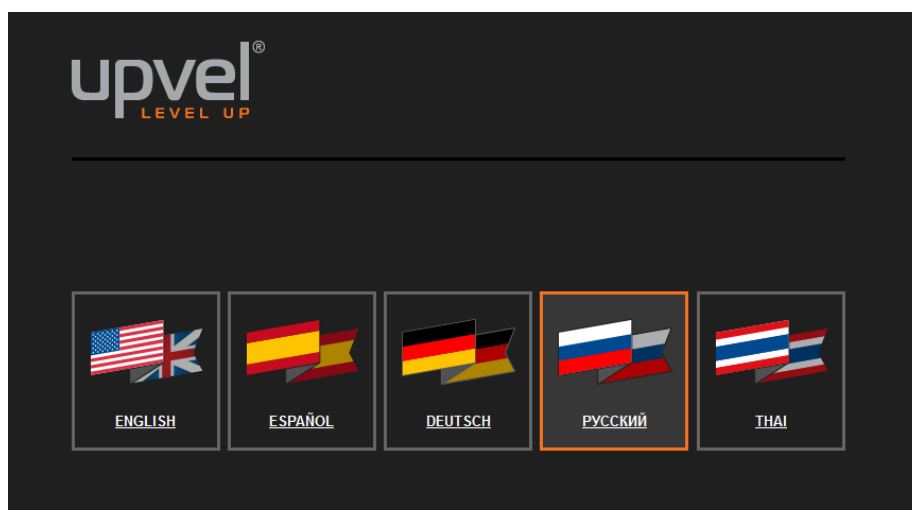 upvel®
LEVEL UP
ENGLISH
ESPAÑOL
DEUTSCH
РУССКИЙ
THAI